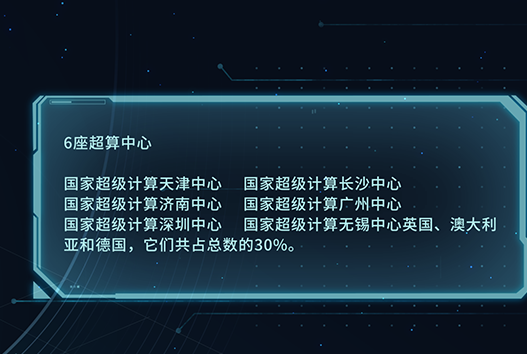 6座超算中心
国家超级计算天津中心 国家超级计算长沙中心
国家超级计算济南中心 国家超级计算广州中心
国家超级计算深圳中心 国家超级计算无锡中心英国、澳大利
亚和德国，它们共占总数的30%。